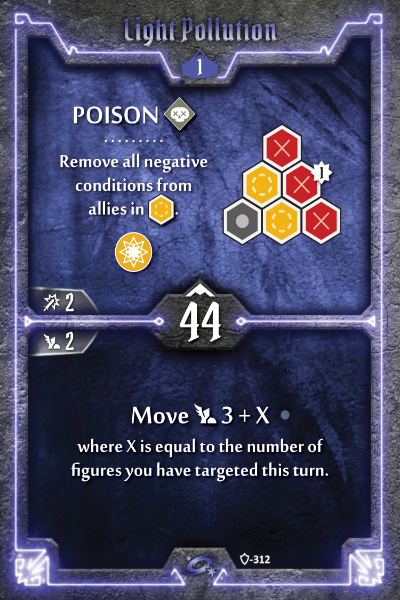 Light Pollution
1
POISON
Remove all negative
conditions from
allies in .
1
2
44
2
Move 3 + X
where X is equal to the number of
figures you have targeted this turn.
-312